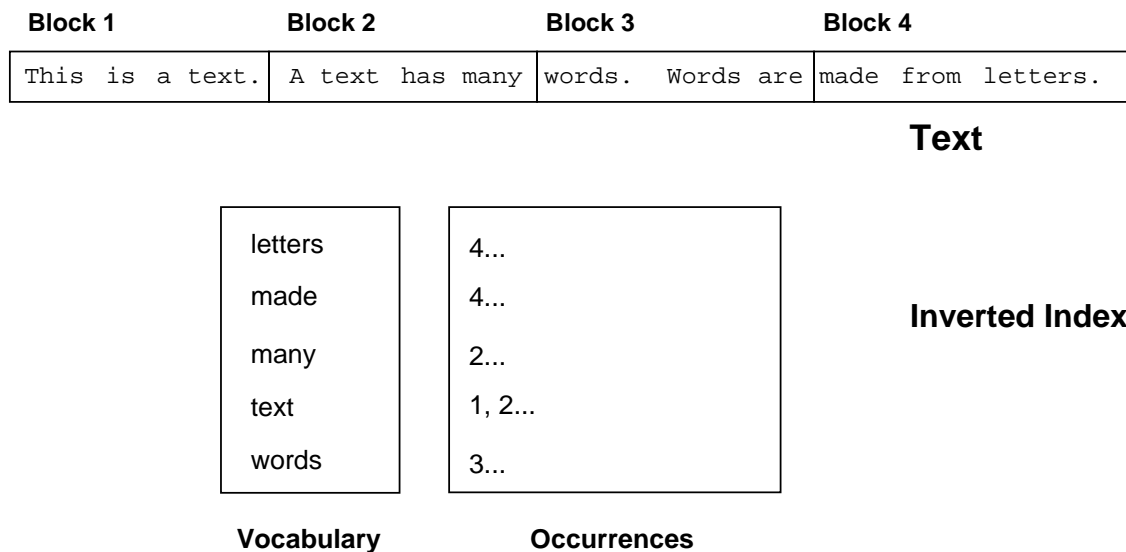 Block 1 Block 2 Block 3 Block 4
This is a text. A text has many words. Words are made from letters.
Text
letters 4...
made 4...
many 2...
Inverted Index
text 1, 2...
words 3...
Vocabulary Occurrences